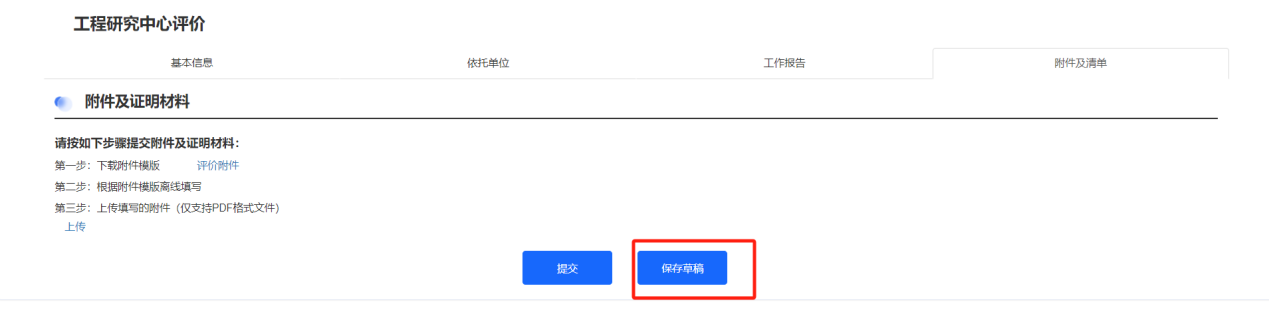 工程研究中心评价
基本信息 依托单位 工作报告 附件及清单
附件及证明材料
请按如下步骤提交附件及证明材料：
第一步：下载附件模版 评价附件
第二步：根据附件模版离线填写
第三步：上传填写的附件（仅支持PDF格式文件）
上传
提交 保存草稿